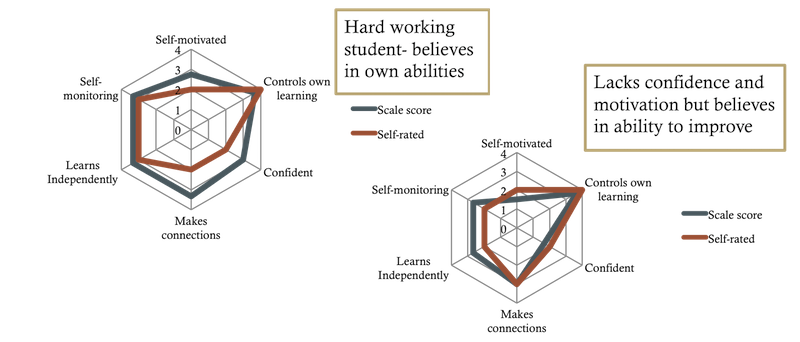 Hard working
student- believes
in own abilities
Self-motivated
4
3
2
1
0
Controls own
learning
Confident
Makes
connections
Learns
Independently
Self-
monitoring
Scale score
Self-rated
Lacks confidence and
motivation but believes
in ability to improve
Self-motivated
4
3
2
1
0
Controls own
learning
Confident
Makes
connections
Learns
Independently
Self-monitoring
Scale score
Self-rated